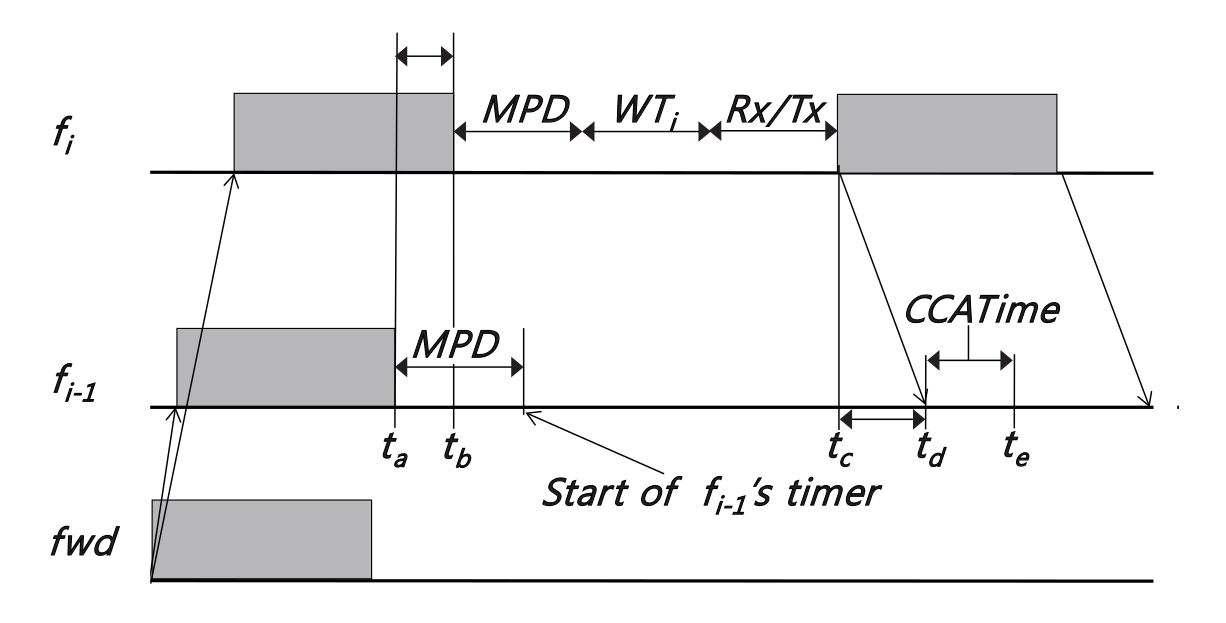 f_i
MPD WT_i Rx/Tx
CCATime
f_{i-1}
MPD
t_a t_b t_c t_d t_e
Start of f_{i-1}'s timer
fwd